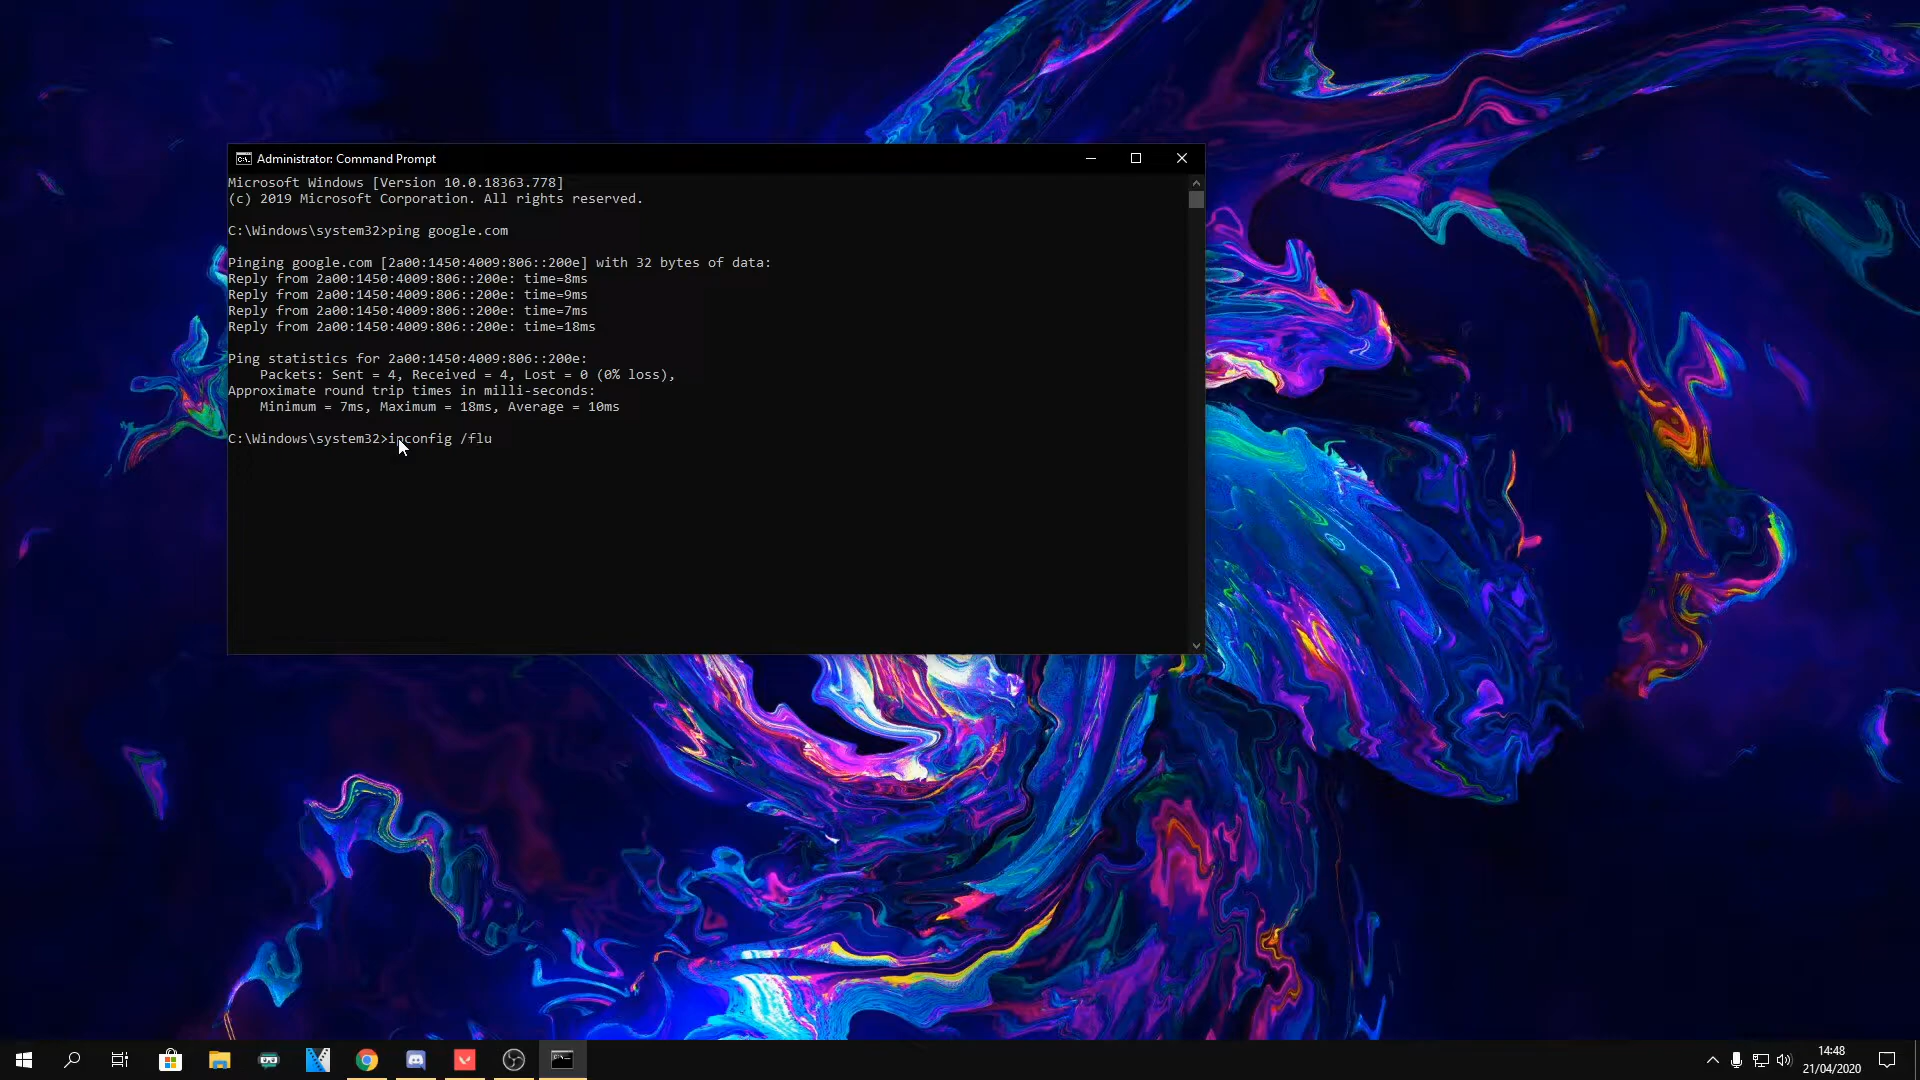 Administrator: Command Prompt
Microsoft Windows [Version 10.0.18363.778]
(c) 2019 Microsoft Corporation. All rights reserved.
C:\Windows\system32>ping google.com
Pinging google.com [2a00:1450:4009:806::200e] with 32 bytes of data:
Reply from 2a00:1450:4009:806::200e: time=8ms
Reply from 2a00:1450:4009:806::200e: time=9ms
Reply from 2a00:1450:4009:806::200e: time=7ms
Reply from 2a00:1450:4009:806::200e: time=18ms
Ping statistics for 2a00:1450:4009:806::200e:
Packets: Sent = 4, Received = 4, Lost = 0 (0% loss),
Approximate round trip times in milli-seconds:
Minimum = 7ms, Maximum = 18ms, Average = 10ms
C:\Windows\system32>ipconfig /flu
14:48
21/04/2020